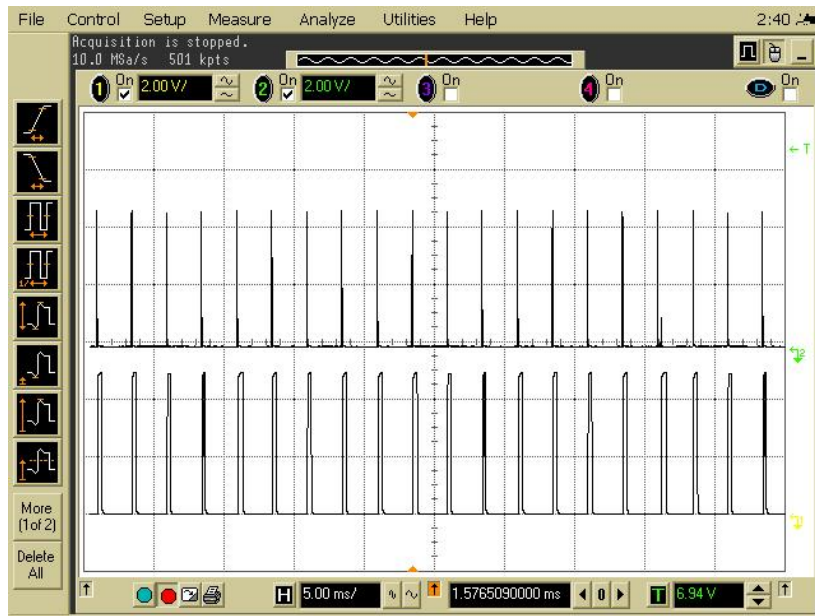 File Control Setup Measure Analyze Utilities Help 2:40
Acquisition is stopped.
10.0 MSa/s 501 kpts
1 On 2.00 V/ 2 On 2.00 V/ 3 On 4 On D On
T
2
1
1/
More
(1 of 2)
Delete
All
H 5.00 ms/ 1.5765090000 ms 0 T 6.94 V